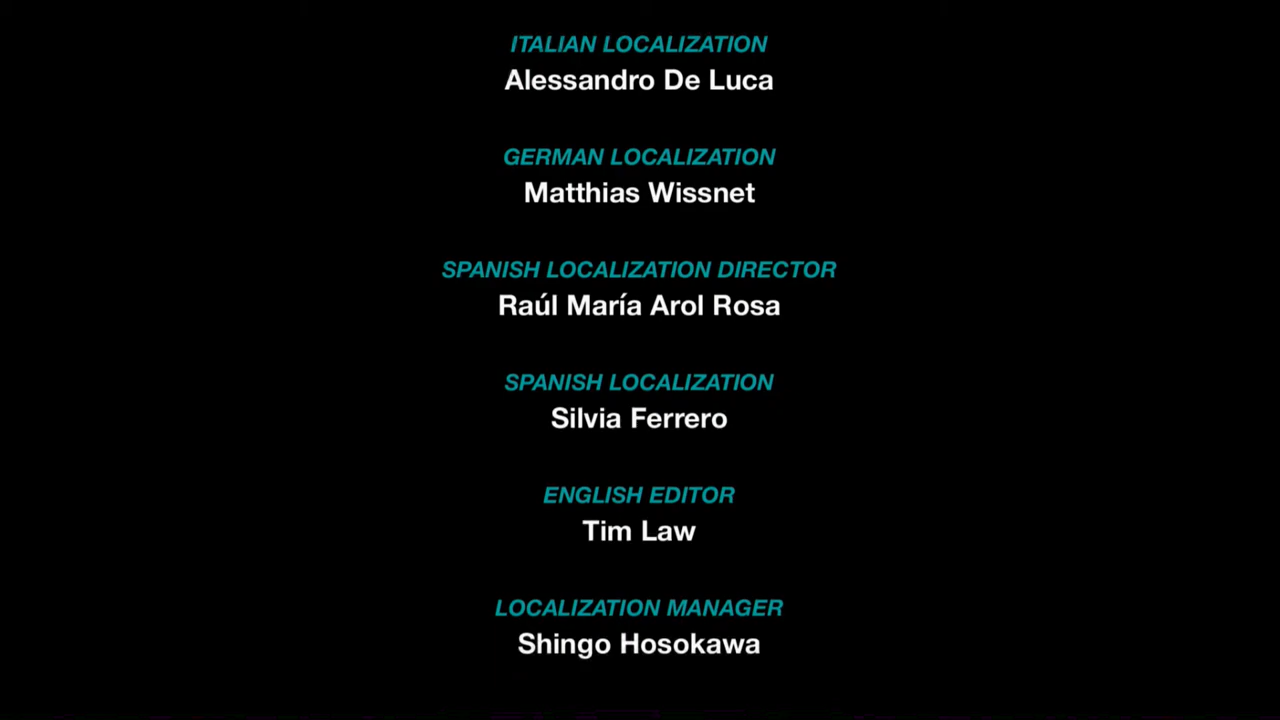 ITALIAN LOCALIZATION
Alessandro De Luca
GERMAN LOCALIZATION
Matthias Wissnet
SPANISH LOCALIZATION DIRECTOR
Raúl María Arol Rosa
SPANISH LOCALIZATION
Silvia Ferrero
ENGLISH EDITOR
Tim Law
LOCALIZATION MANAGER
Shingo Hosokawa